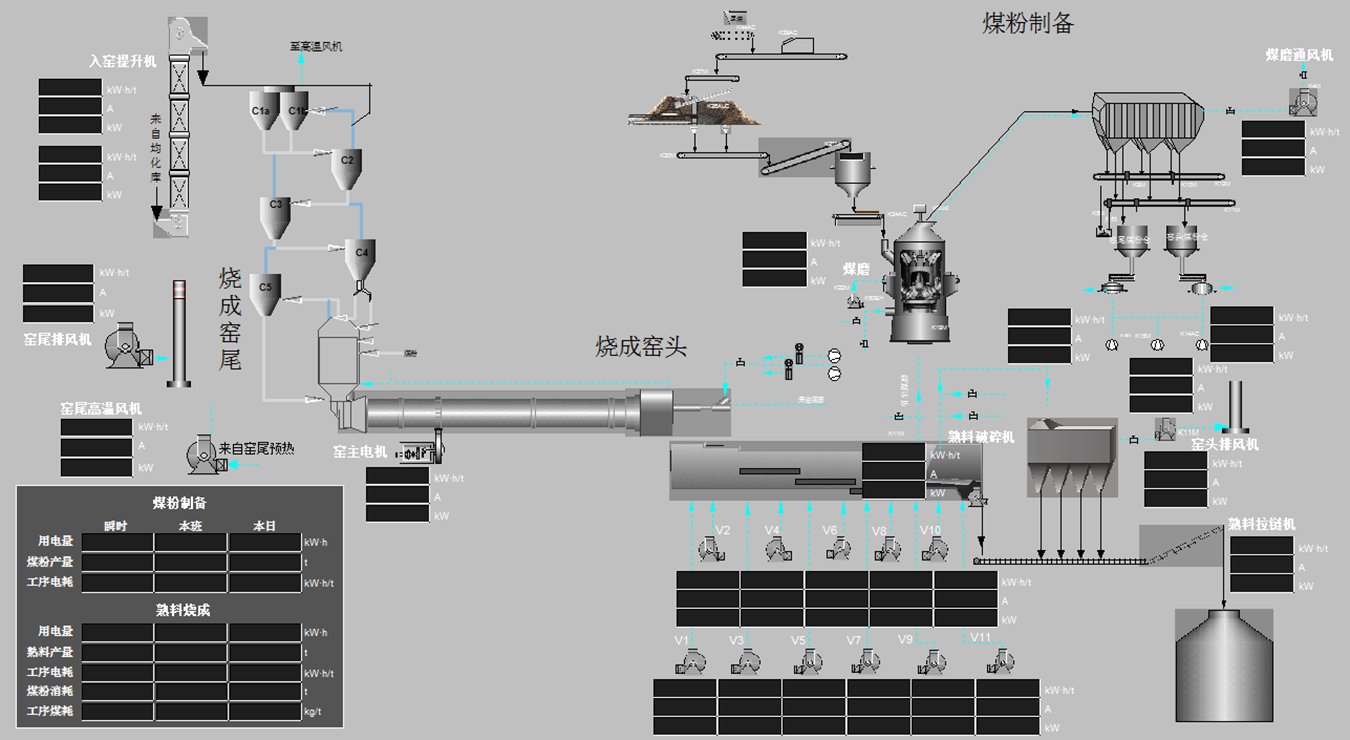 煤粉制备
至高温风机
入窑提升机
煤磨通风机
kW·h/t
A
kW
kW·h/t
A
kW
来自均化库
C1a
C2
C3
C4
C5
kW·h/t
A
kW
kW·h/t
A
kW
kW·h/t
A
kW
窑尾排风机
烧成窑尾
烧成窑头
煤磨
kW·h/t
A
kW
kW·h/t
A
kW
kW·h/t
A
kW
窑尾高温风机
kW·h/t
A
kW
来自窑尾预热
窑主电机
kW·h/t
A
kW
熟料破碎机
kW·h/t
A
kW
K11M
窑头排风机
kW·h/t
A
kW
熟料拉链机
kW·h/t
A
kW
V2
V4
V6
V8
V10
kW·h/t
A
kW
V1
V3
V5
V7
V9
V11
kW·h/t
A
kW
煤粉制备
瞬时 本班 本日
用电量 kW·h
煤粉产量 t
工序电耗 kW·h/t
熟料烧成
用电量 kW·h
熟料产量 t
工序电耗 kW·h/t
煤粉消耗 t
工序煤耗 kg/t